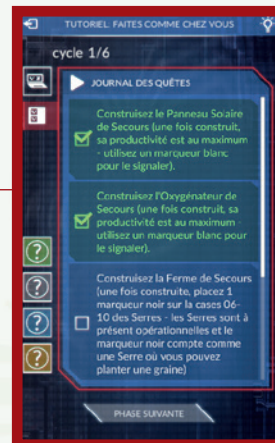 TUTORIEL: FAITES COMME CHEZ VOUS
cycle 1/6
JOURNAL DES QUÊTES
Construisez le Panneau Solaire
de Secours (une fois construit,
sa productivité est au maximum
- utilisez un marqueur blanc
pour le signaler).
Construisez l'Oxygénateur de
Secours (une fois construit, sa
productivité est au maximum
- utilisez un marqueur blanc
pour le signaler).
Construisez la Ferme de Secours
(une fois construite, placez 1
marqueur noir sur la cases 06-
10 des Serres - les Serres sont à
présent opérationnelles et le
marqueur noir compte comme
une Serre où vous pouvez
planter une graine)
?
?
?
?
PHASE SUIVANTE